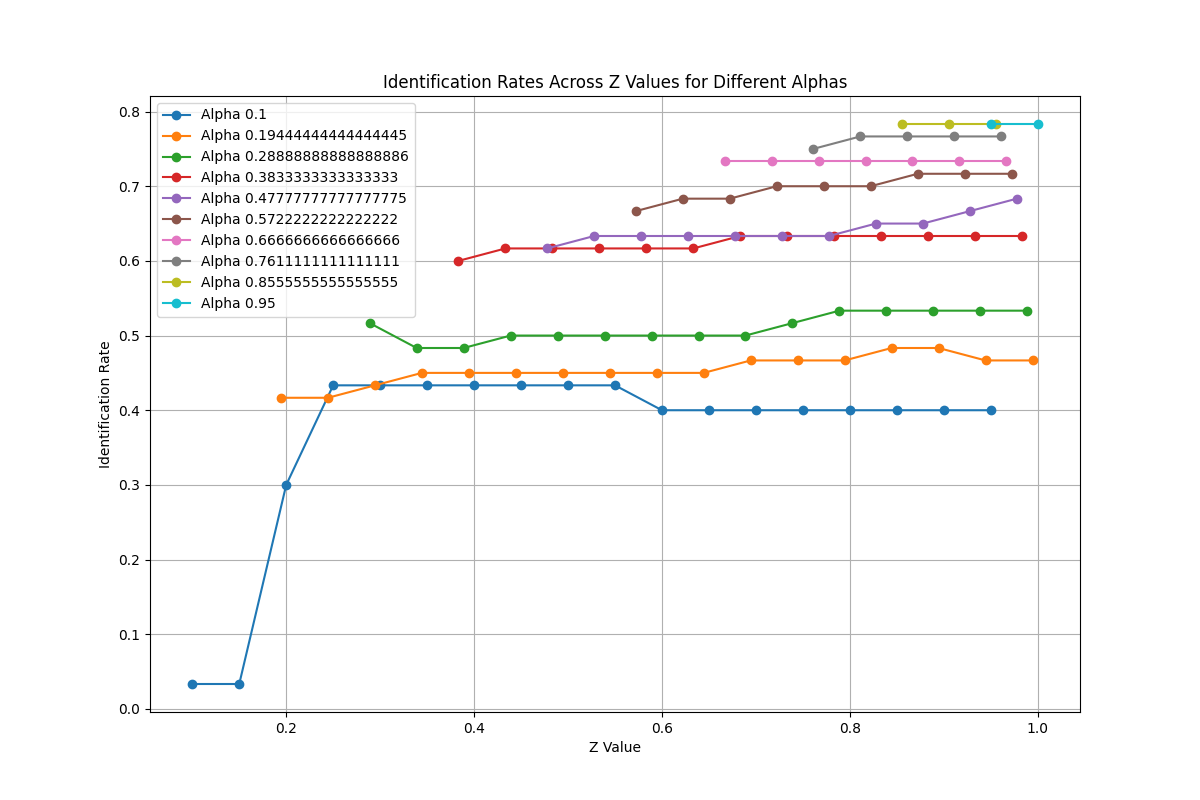 Identification Rates Across Z Values for Different Alphas
Alpha 0.1
Alpha 0.19444444444444445
Alpha 0.28888888888888886
Alpha 0.3833333333333333
Alpha 0.47777777777777775
Alpha 0.5722222222222222
Alpha 0.6666666666666666
Alpha 0.7611111111111111
Alpha 0.8555555555555555
Alpha 0.95
Identification Rate
0.8
0.7
0.6
0.5
0.4
0.3
0.2
0.1
0.0
0.2 0.4 0.6 0.8 1.0
Z Value